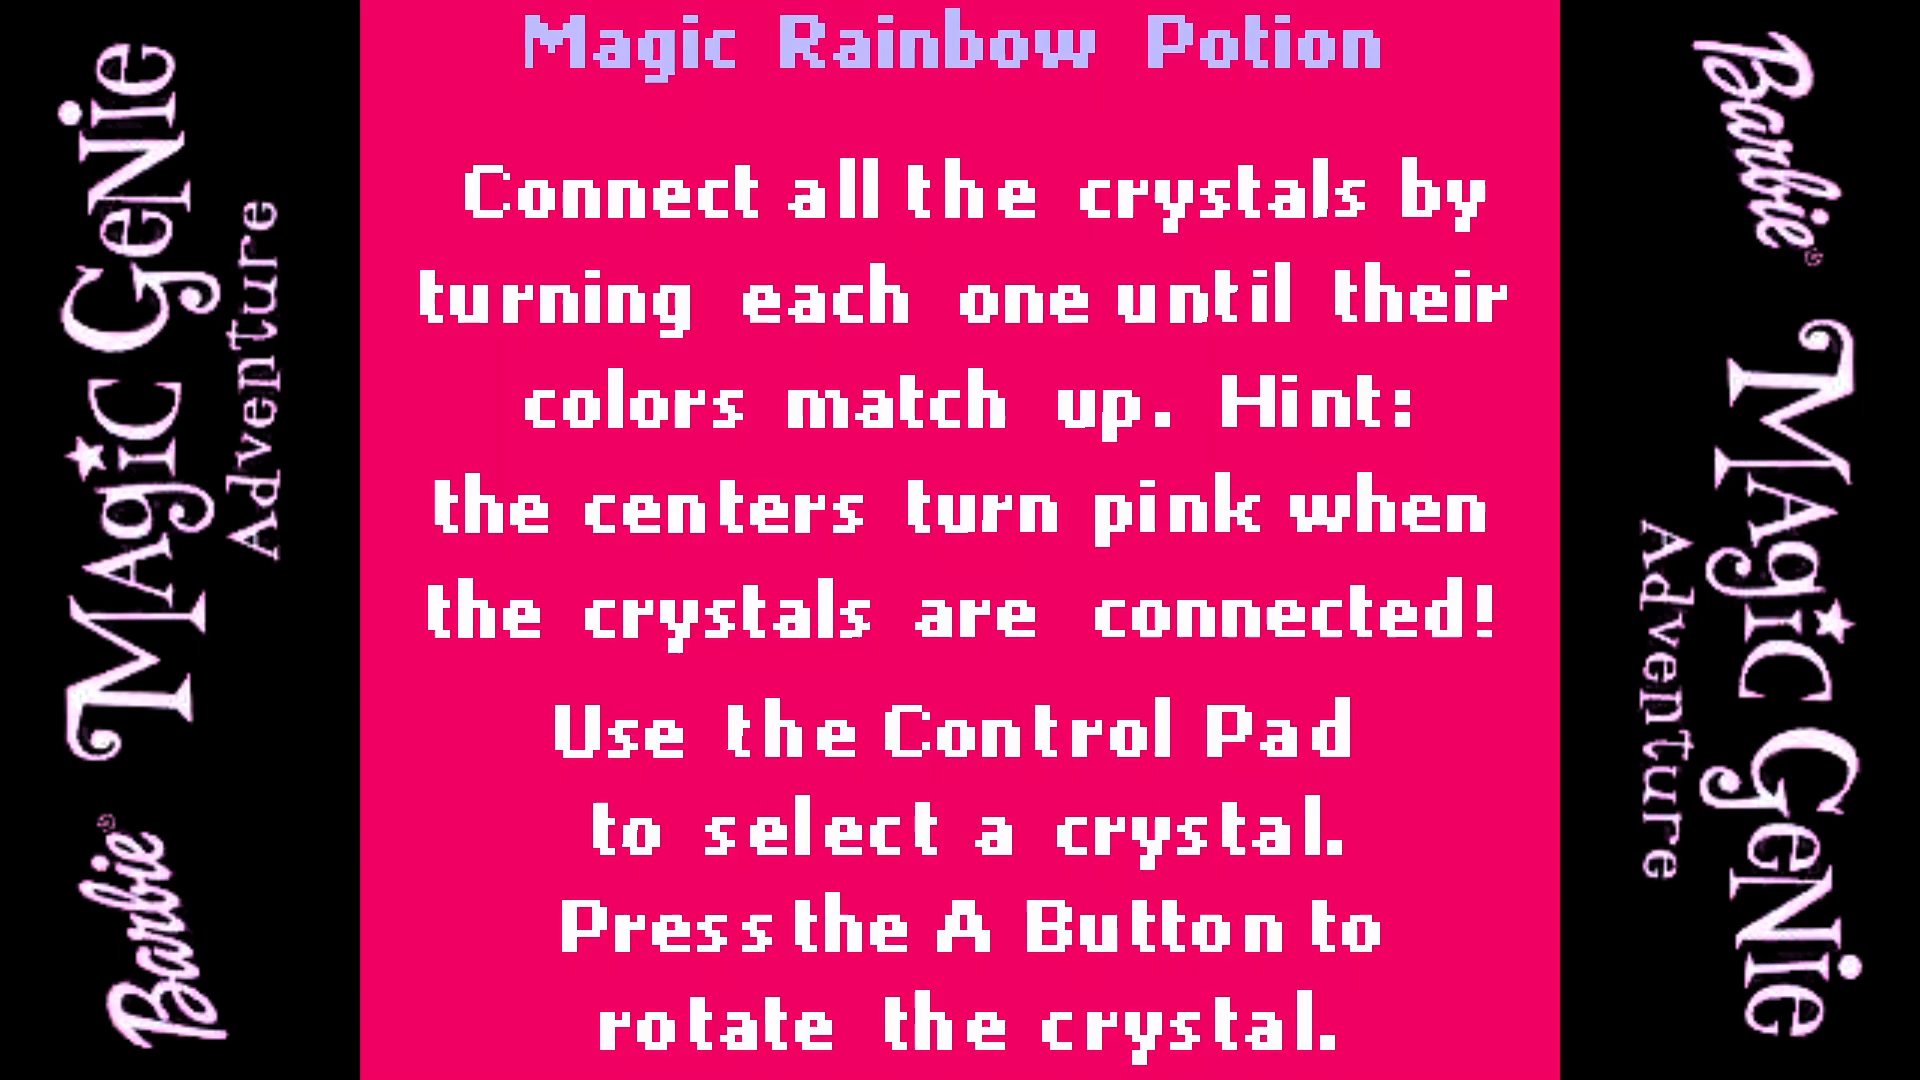 Magic Rainbow Potion
Connect all the crystals by
turning each one until their
colors match up. Hint:
the centers turn pink when
the crystals are connected!
Use the Control Pad
to select a crystal.
Press the A Button to
rotate the crystal.
Barbie
Magic Genie
Adventure
Barbie
Magic Genie
Adventure